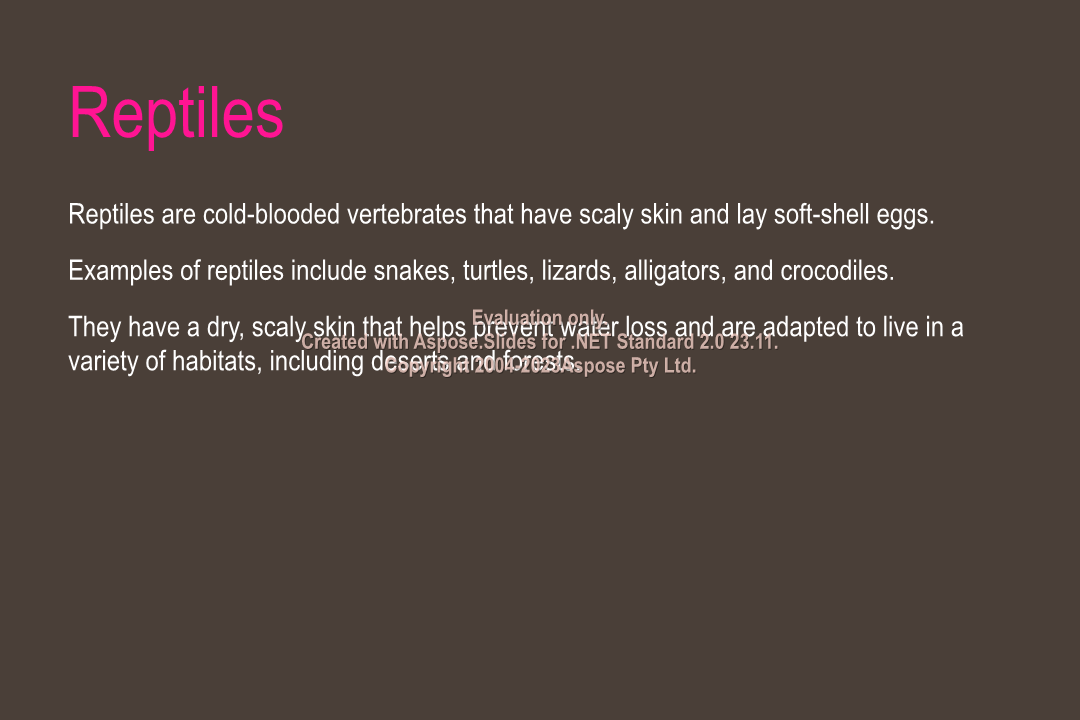 Reptiles
Reptiles are cold-blooded vertebrates that have scaly skin and lay soft-shell eggs.
Examples of reptiles include snakes, turtles, lizards, alligators, and crocodiles.
They have a dry, scaly skin that helps prevent water loss and are adapted to live in a
variety of habitats, including deserts and forests.
Evaluation only.
Created with Aspose.Slides for .NET Standard 2.0 23.11.
Copyright 2004-2023Aspose Pty Ltd.